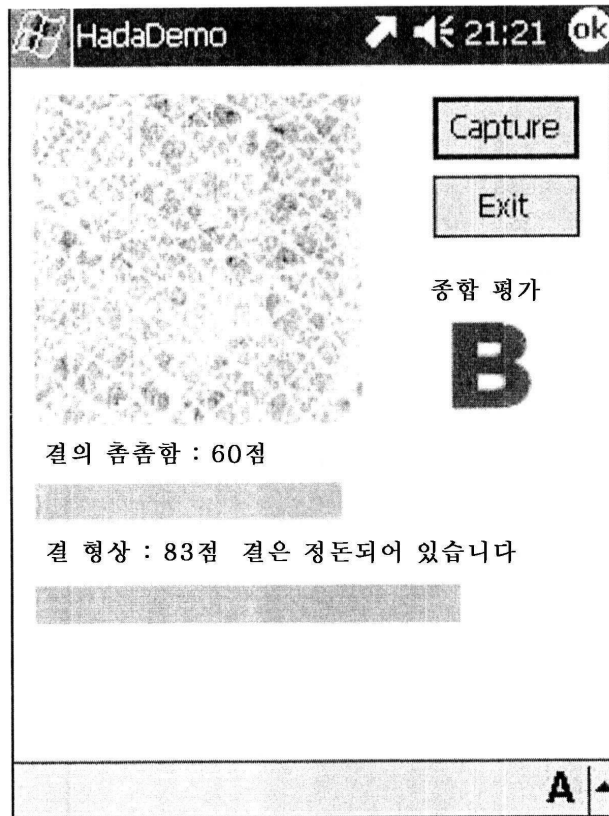 HadaDemo 21:21 ok
Capture
Exit
종합 평가
B
결의 촘촘함 : 60점
결 형상 : 83점 결은 정돈되어 있습니다
A